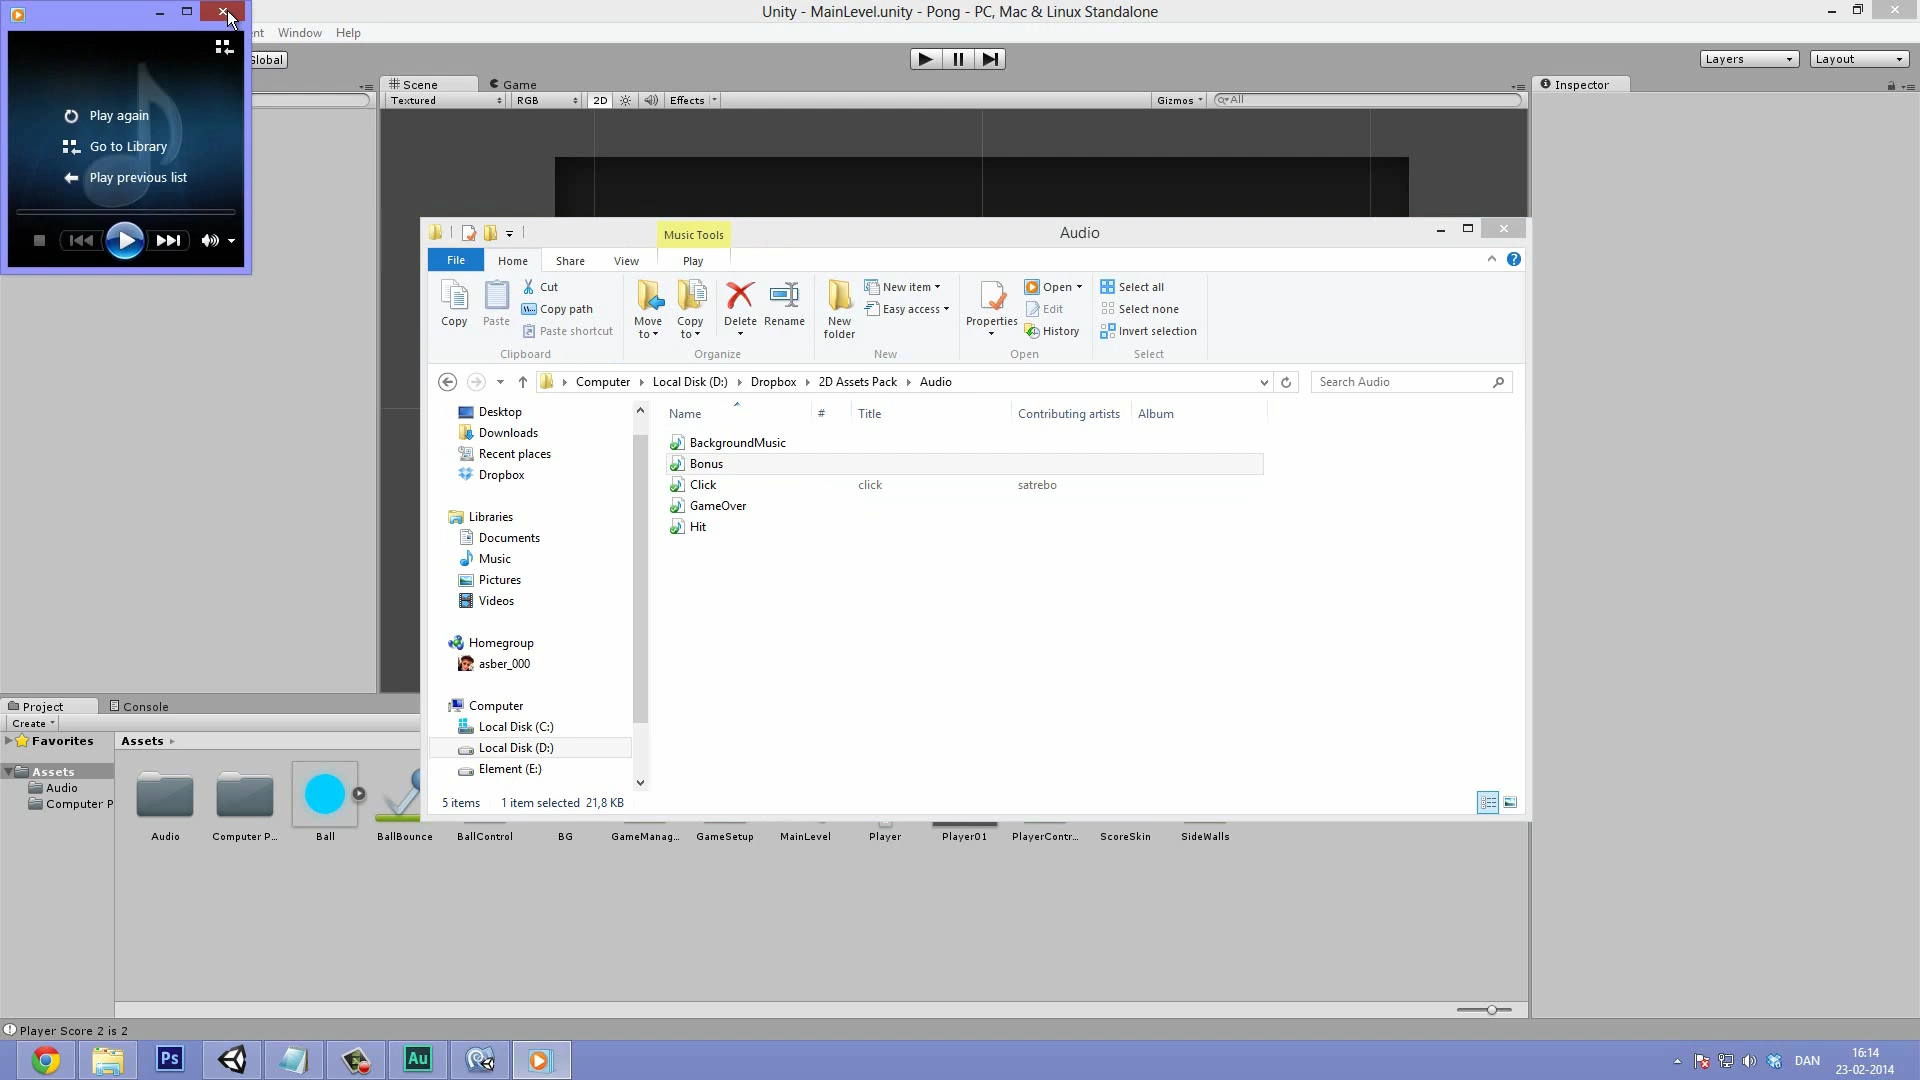 Unity - MainLevel.unity - Pong - PC, Mac & Linux Standalone
Window Help
Global
Layers
Layout
Play again
Go to Library
Play previous list
Scene
Game
Inspector
Textured
RGB
2D
Effects
Gizmos
All
Music Tools
Audio
File
Home
Share
View
Play
Copy
Paste
Cut
Copy path
Paste shortcut
Clipboard
Move to
Copy to
Delete
Rename
Organize
New folder
New item
Easy access
New
Properties
Open
Edit
History
Open
Select all
Select none
Invert selection
Select
Computer
Local Disk (D:)
Dropbox
2D Assets Pack
Audio
Search Audio
Desktop
Downloads
Recent places
Dropbox
Libraries
Documents
Music
Pictures
Videos
Homegroup
asber_000
Computer
Local Disk (C:)
Local Disk (D:)
Element (E:)
Name
#
Title
Contributing artists
Album
BackgroundMusic
Bonus
Click click satrebo
GameOver
Hit
5 items 1 item selected 21,8 KB
Project
Console
Create
Favorites
Assets
Audio
Computer P
Assets
Audio
Computer P...
Ball
BallBounce
BallControl
BG
GameManag...
GameSetup
MainLevel
Player
Player01
PlayerContr...
ScoreSkin
SideWalls
Player Score 2 is 2
Ps
Au
DAN
16:14
23-02-2014